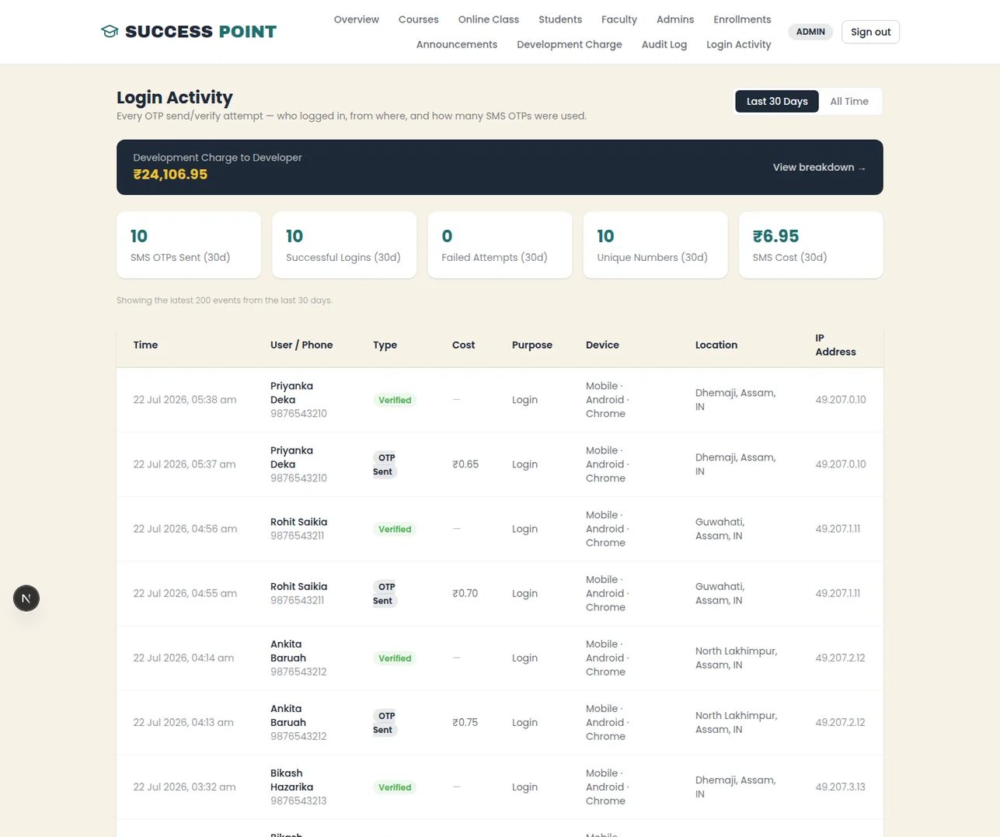 SUCCESS POINT
Overview Courses Online Class Students Faculty Admins Enrollments
Announcements Development Charge Audit Log Login Activity
ADMIN
Sign out
Login Activity
Every OTP send/verify attempt — who logged in, from where, and how many SMS OTPs were used.
Last 30 Days All Time
Development Charge to Developer
₹24,106.95
View breakdown →
10
SMS OTPs Sent (30d)
10
Successful Logins (30d)
0
Failed Attempts (30d)
10
Unique Numbers (30d)
₹6.95
SMS Cost (30d)
Showing the latest 200 events from the last 30 days.
Time User / Phone Type Cost Purpose Device Location IP Address
22 Jul 2026, 05:38 am Priyanka Deka 9876543210 Verified — Login Mobile · Android · Chrome Dhemaji, Assam, IN 49.207.0.10
22 Jul 2026, 05:37 am Priyanka Deka 9876543210 OTP Sent ₹0.65 Login Mobile · Android · Chrome Dhemaji, Assam, IN 49.207.0.10
22 Jul 2026, 04:56 am Rohit Saikia 9876543211 Verified — Login Mobile · Android · Chrome Guwahati, Assam, IN 49.207.1.11
22 Jul 2026, 04:55 am Rohit Saikia 9876543211 OTP Sent ₹0.70 Login Mobile · Android · Chrome Guwahati, Assam, IN 49.207.1.11
22 Jul 2026, 04:14 am Ankita Baruah 9876543212 Verified — Login Mobile · Android · Chrome North Lakhimpur, Assam, IN 49.207.2.12
22 Jul 2026, 04:13 am Ankita Baruah 9876543212 OTP Sent ₹0.75 Login Mobile · Android · Chrome North Lakhimpur, Assam, IN 49.207.2.12
22 Jul 2026, 03:32 am Bikash Hazarika 9876543213 Verified — Login Mobile · Android · Chrome Dhemaji, Assam, IN 49.207.3.13
Bikash Mobile ·
N